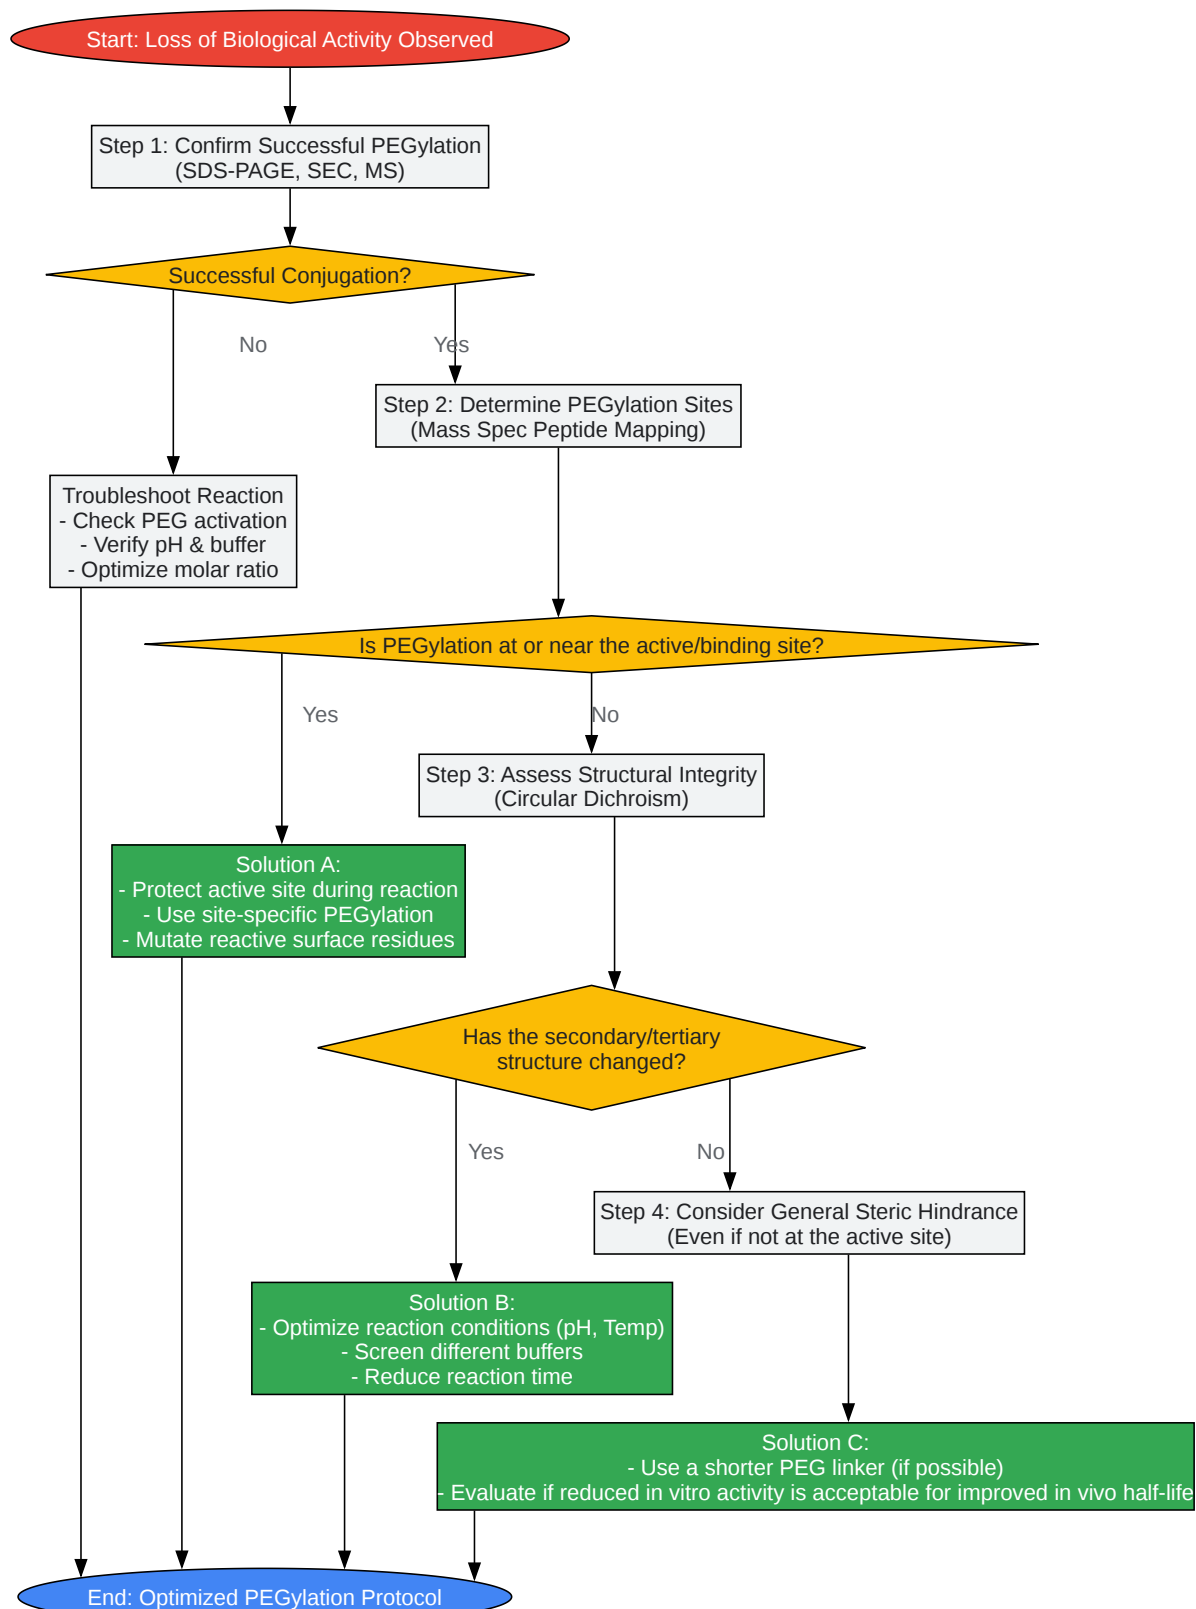 Start: Loss of Biological Activity Observed
Step 1: Confirm Successful PEGylation
(SDS-PAGE, SEC, MS)
Successful Conjugation?
No
Yes
Step 2: Determine PEGylation Sites
(Mass Spec Peptide Mapping)
Troubleshoot Reaction
- Check PEG activation
- Verify pH & buffer
- Optimize molar ratio
Is PEGylation at or near the active/binding site?
Yes
No
Step 3: Assess Structural Integrity
(Circular Dichroism)
Solution A:
- Protect active site during reaction
- Use site-specific PEGylation
- Mutate reactive surface residues
Has the secondary/tertiary
structure changed?
Yes
No
Step 4: Consider General Steric Hindrance
(Even if not at the active site)
Solution B:
- Optimize reaction conditions (pH, Temp)
- Screen different buffers
- Reduce reaction time
Solution C:
- Use a shorter PEG linker (if possible)
- Evaluate if reduced in vitro activity is acceptable for improved in vivo half-life
End: Optimized PEGylation Protocol